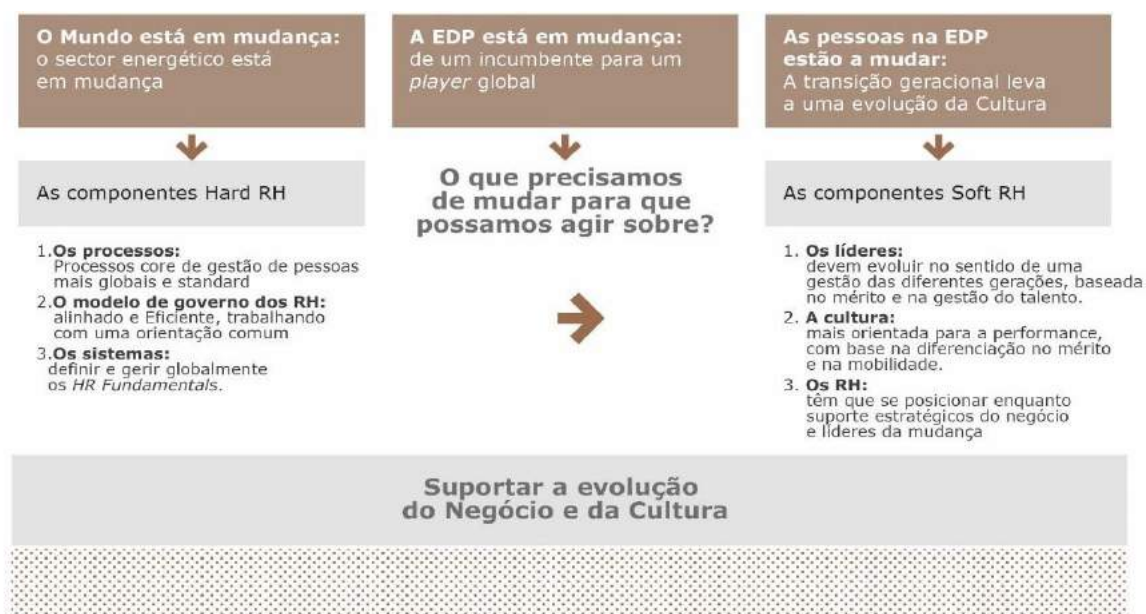 O Mundo está em mudança:
o sector energético está
em mudança
A EDP está em mudança:
de um incumbente para um
player global
As pessoas na EDP
estão a mudar:
A transição geracional leva
a uma evolução da Cultura
As componentes Hard RH
O que precisamos
de mudar para que
possamos agir sobre?
As componentes Soft RH
1.Os processos:
Processos core de gestão de pessoas
mais globais e standard
2.O modelo de governo dos RH:
alinhado e Eficiente, trabalhando
com uma orientação comum
3.Os sistemas:
definir e gerir globalmente
os HR Fundamentals.
1. Os líderes:
devem evoluir no sentido de uma
gestão das diferentes gerações, baseada
no mérito e na gestão do talento.
2. A cultura:
mais orientada para a performance,
com base na diferenciação no mérito
e na mobilidade.
3. Os RH:
têm que se posicionar enquanto
suporte estratégicos do negócio
e líderes da mudança
Suportar a evolução
do Negócio e da Cultura